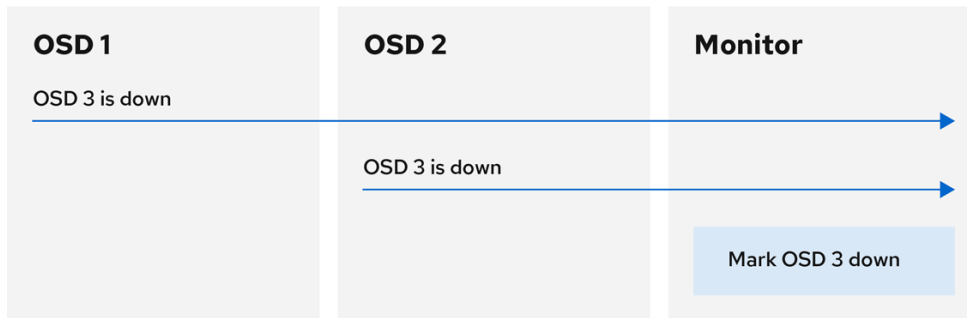 OSD 1
OSD 2
Monitor
OSD 3 is down
OSD 3 is down
Mark OSD 3 down